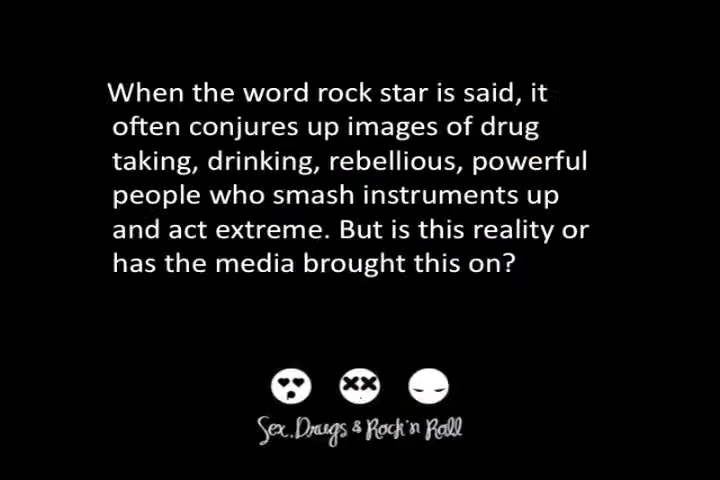 When the word rock star is said, it
often conjures up images of drug
taking, drinking, rebellious, powerful
people who smash instruments up
and act extreme. But is this reality or
has the media brought this on?
Sex, Drugs & Rock'n Roll